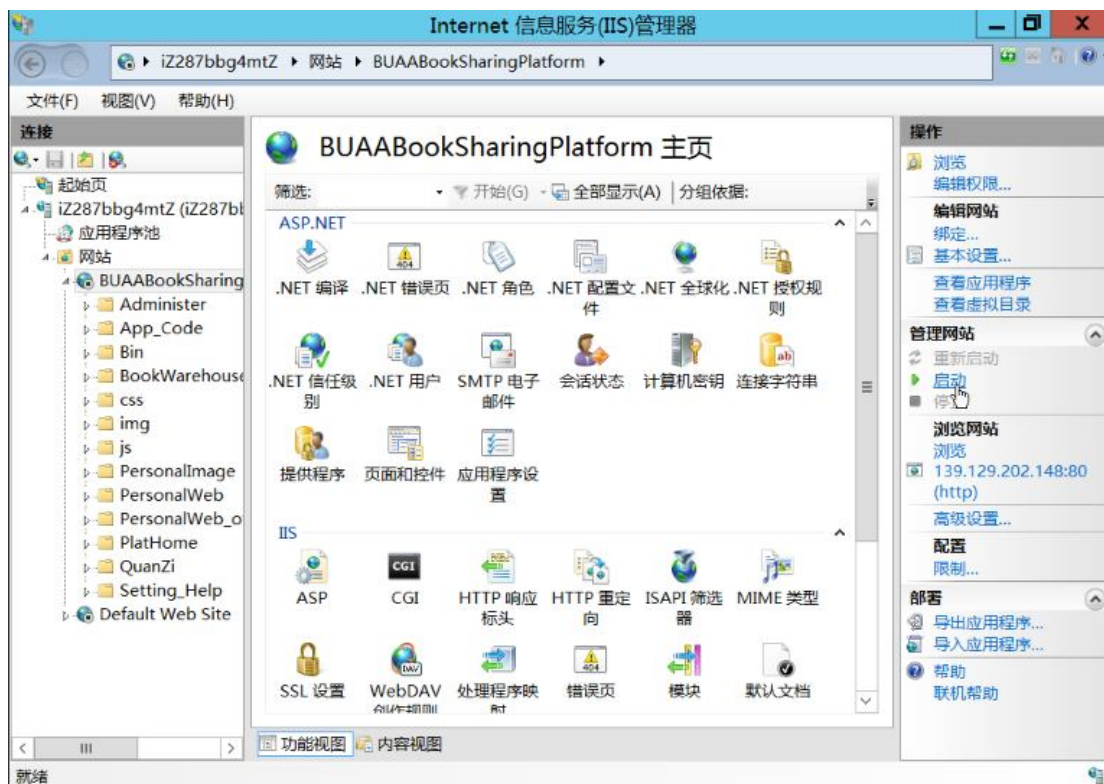 Internet 信息服务(IIS)管理器
iZ287bbg4mtZ 网站 BUAABookSharingPlatform
文件(F) 视图(V) 帮助(H)
连接
起始页
iZ287bbg4mtZ (iZ287bb
应用程序池
网站
BUAABookSharing
Administer
App_Code
Bin
BookWarehouse
css
img
js
PersonalImage
PersonalWeb
PersonalWeb_o
PlatHome
QuanZi
Setting_Help
Default Web Site
BUAABookSharingPlatform 主页
筛选: 开始(G) 全部显示(A) 分组依据:
ASP.NET
404
.NET 编译 .NET 错误页 .NET 角色 .NET 配置文件 .NET 全球化 .NET 授权规则
ab
.NET 信任级别 .NET 用户 SMTP 电子邮件 会话状态 计算机密钥 连接字符串
提供程序 页面和控件 应用程序设置
IIS
CGI
ASP CGI HTTP 响应标头 HTTP 重定向 ISAPI 筛选器 MIME 类型
DAV 404
SSL 设置 WebDAV 创作规则 处理程序映射 错误页 模块 默认文档
功能视图 内容视图
操作
浏览
编辑权限...
编辑网站
绑定...
基本设置...
查看应用程序
查看虚拟目录
管理网站
重新启动
启动
停
浏览网站
浏览
139.129.202.148:80
(http)
高级设置...
配置
限制...
部署
导出应用程序...
导入应用程序...
帮助
联机帮助
就绪